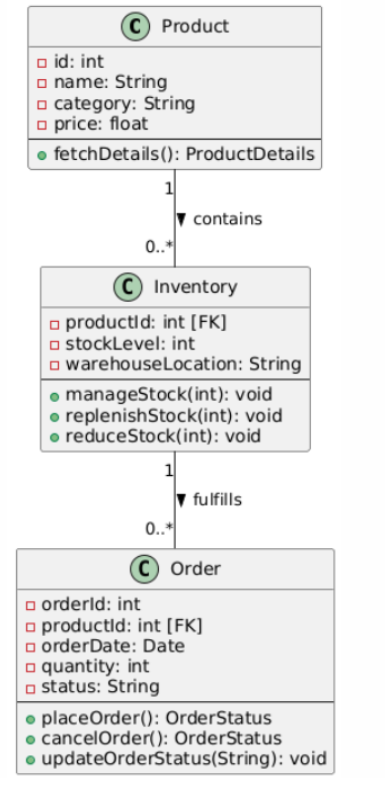 C Product
id: int
name: String
category: String
price: float
fetchDetails(): ProductDetails
1
contains
0..*
C Inventory
productId: int [FK]
stockLevel: int
warehouseLocation: String
manageStock(int): void
replenishStock(int): void
reduceStock(int): void
1
fulfills
0..*
C Order
orderId: int
productId: int [FK]
orderDate: Date
quantity: int
status: String
placeOrder(): OrderStatus
cancelOrder(): OrderStatus
updateOrderStatus(String): void